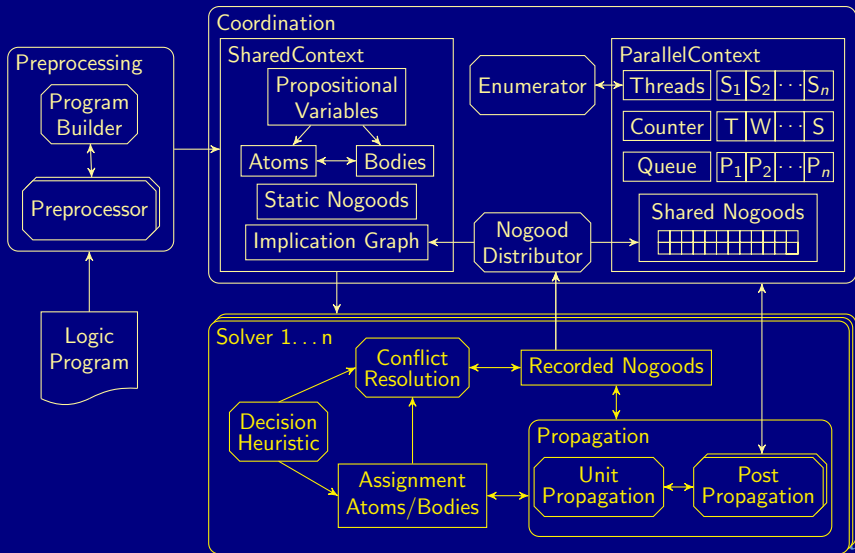 Coordination
Preprocessing
Program
Builder
Preprocessor
Logic
Program
SharedContext
Propositional
Variables
Atoms
Bodies
Static Nogoods
Implication Graph
Enumerator
Nogood
Distributor
ParallelContext
Threads S₁ S₂ ⋯ Sₙ
Counter T W ⋯ S
Queue P₁ P₂ ⋯ Pₙ
Shared Nogoods
Solver 1…n
Conflict
Resolution
Recorded Nogoods
Decision
Heuristic
Assignment
Atoms/Bodies
Propagation
Unit
Propagation
Post
Propagation